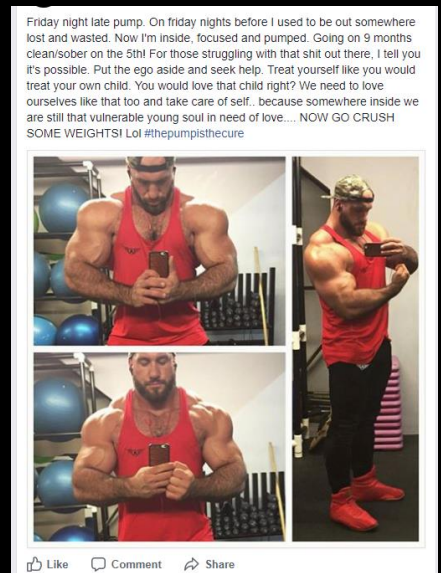 Friday night late pump. On friday nights before I used to be out somewhere
lost and wasted. Now I'm inside, focused and pumped. Going on 9 months
clean/sober on the 5th! For those struggling with that shit out there, I tell you
it's possible. Put the ego aside and seek help. Treat yourself like you would
treat your own child. You would love that child right? We need to love
ourselves like that too and take care of self.. because somewhere inside we
are still that vulnerable young soul in need of love.... NOW GO CRUSH
SOME WEIGHTS! Lol #thepumpisthecure
Like Comment Share